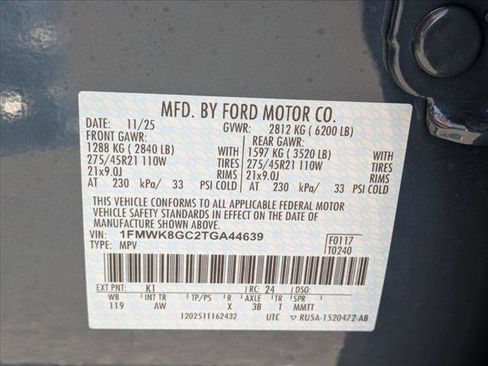 MFD. BY FORD MOTOR CO.
DATE: 11/25 GVWR: 2812 KG (6200 LB)
FRONT GAWR: REAR GAWR:
1288 KG (2840 LB) 1597 KG (3520 LB)
275/45R21 110W TIRES 275/45R21 110W
21x9.0J RIMS 21x9.0J
AT 230 kPa/ 33 PSI COLD AT 230 kPa/ 33 PSI COLD
THIS VEHICLE CONFORMS TO ALL APPLICABLE FEDERAL MOTOR
VEHICLE SAFETY STANDARDS IN EFFECT ON THE DATE OF
MANUFACTURE SHOWN ABOVE.
VIN: 1FMWK8GC2TGA44639 F0117
TYPE: MPV T0240
EXT PNT: K1 RC: 24 DSO:
WB INT TR TP/PS R AXLE TR SPR
119 AW X 3B T MMTT
1202511162432 UTC RU5A-1520472-AB